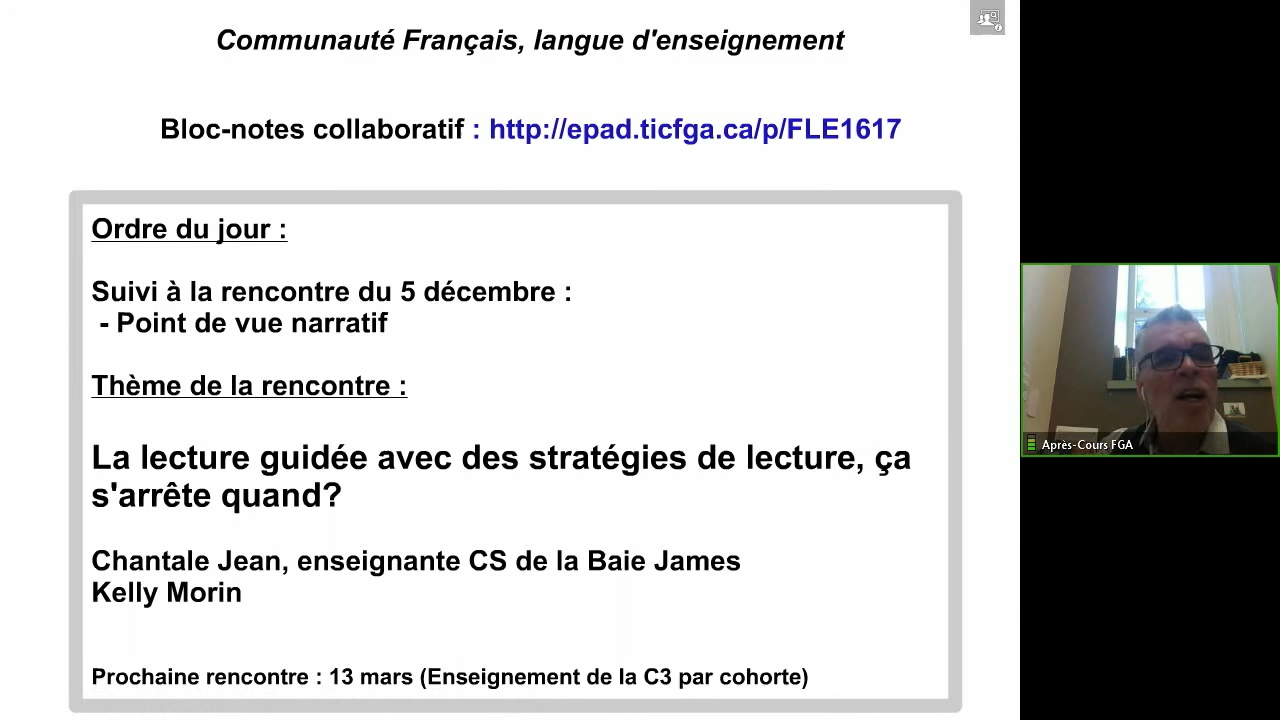 Communauté Français, langue d'enseignement
Bloc-notes collaboratif : http://epad.ticfga.ca/p/FLE1617
Ordre du jour :
Suivi à la rencontre du 5 décembre :
- Point de vue narratif
Thème de la rencontre :
La lecture guidée avec des stratégies de lecture, ça
s'arrête quand?
Chantale Jean, enseignante CS de la Baie James
Kelly Morin
Prochaine rencontre : 13 mars (Enseignement de la C3 par cohorte)
Après-Cours FGA